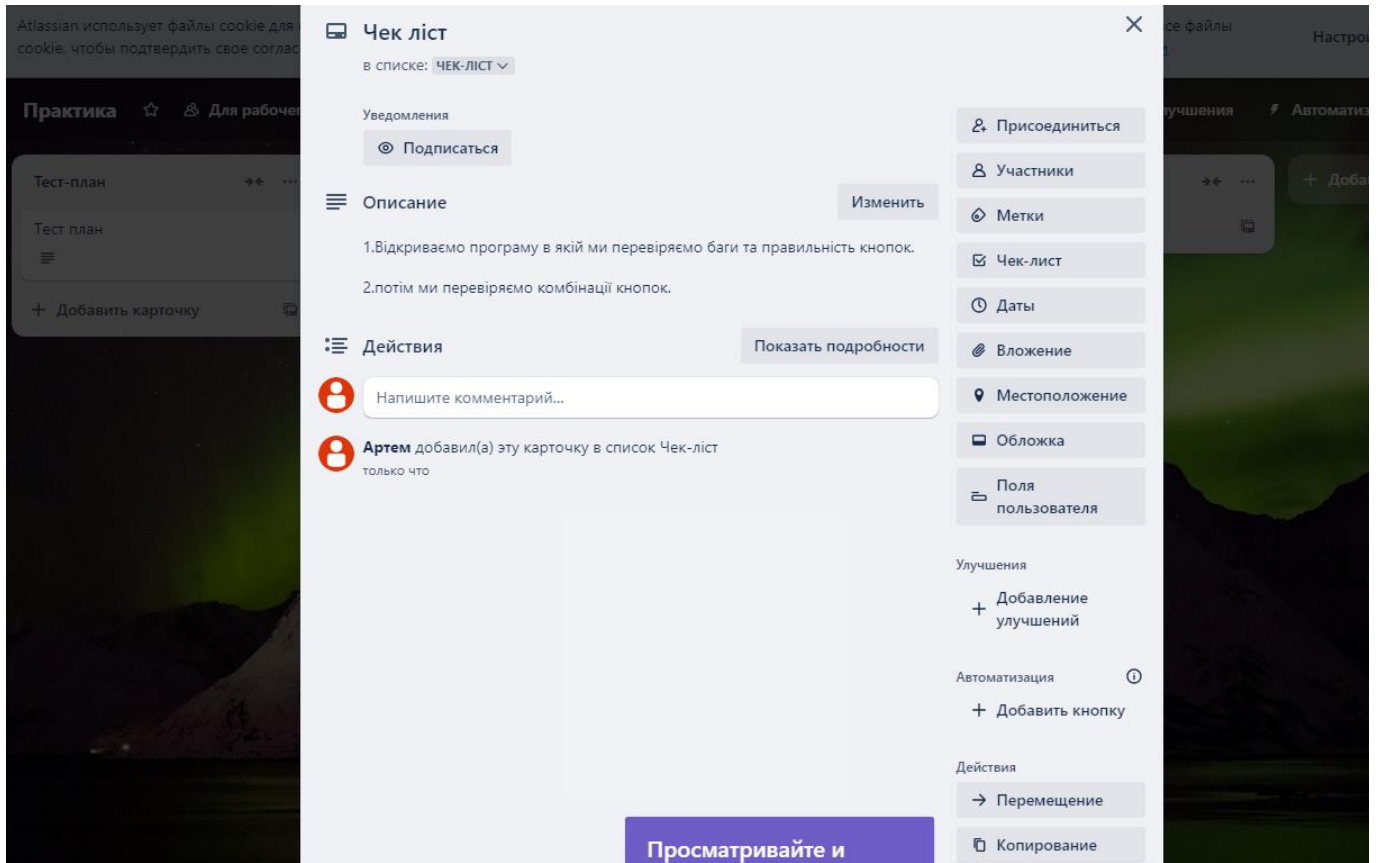 Atlassian использует файлы cookie для
cookie, чтобы подтвердить свое соглас
се файлы
Настро
Практика
Для рабочег
лучшения
Автоматиз
Тест-план
Тест план
+ Добавить карточку
+ Доба
Чек ліст
в списке: ЧЕК-ЛІСТ
Уведомления
Подписаться
Описание
Изменить
1.Відкриваємо програму в якій ми перевіряємо баги та правильність кнопок.
2.потім ми перевіряємо комбінації кнопок.
Действия
Показать подробности
Напишите комментарий...
Артем добавил(а) эту карточку в список Чек-ліст
только что
Присоединиться
Участники
Метки
Чек-лист
Даты
Вложение
Местоположение
Обложка
Поля
пользователя
Улучшения
+ Добавление
улучшений
Автоматизация
+ Добавить кнопку
Действия
→ Перемещение
Копирование
Просматривайте и